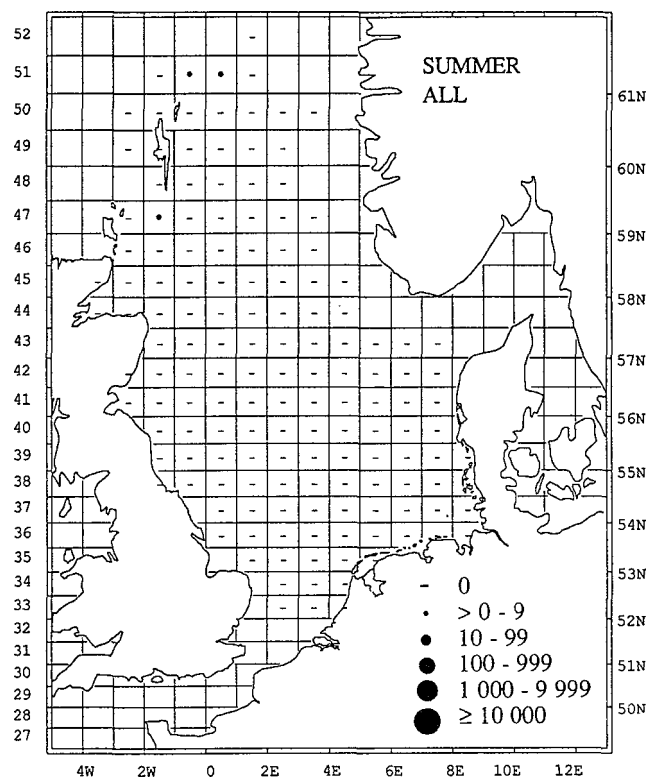 52
51
50
49
48
47
46
45
44
43
42
41
40
39
38
37
36
35
34
33
32
31
30
29
28
27
SUMMER
ALL
61N
60N
59N
58N
57N
56N
55N
54N
53N
52N
51N
50N
- 0
> 0 - 9
10 - 99
100 - 999
1 000 - 9 999
≥ 10 000
4W 2W 0 2E 4E 6E 8E 10E 12E